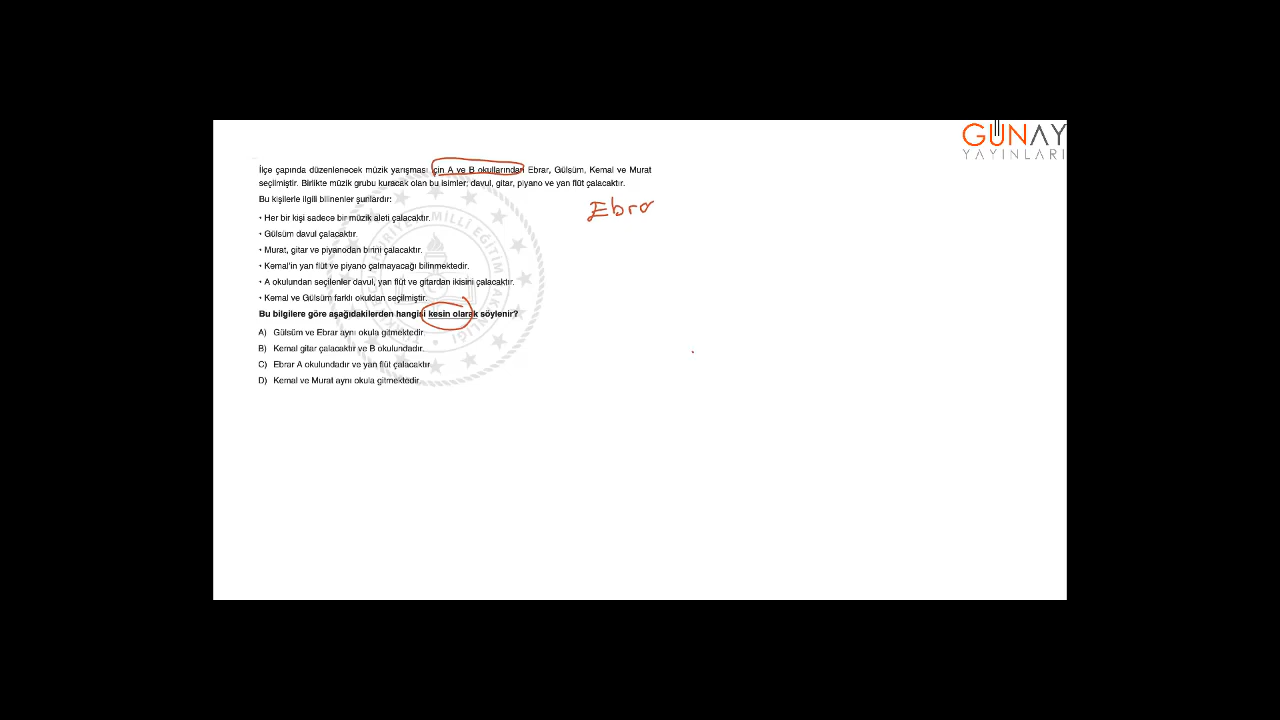 GÜNAY
YAYINLARI
İlçe çapında düzenlenecek müzik yarışması için A ve B okullarından Ebrar, Gülsüm, Kemal ve Murat
seçilmiştir. Birlikte müzik grubu kuracak olan bu isimler; davul, gitar, piyano ve yan flüt çalacaktır.
Bu kişilerle ilgili bilinenler şunlardır:
Ebra
• Her bir kişi sadece bir müzik aleti çalacaktır.
• Gülsüm davul çalacaktır.
• Murat, gitar ve piyanodan birini çalacaktır.
• Kemal'in yan flüt ve piyano çalmayacağı bilinmektedir.
• A okulundan seçilenler davul, yan flüt ve gitardan ikisini çalacaktır.
• Kemal ve Gülsüm farklı okuldan seçilmiştir.
Bu bilgilere göre aşağıdakilerden hangisi kesin olarak söylenir?
A) Gülsüm ve Ebrar aynı okula gitmektedir.
B) Kemal gitar çalacaktır ve B okulundadır.
C) Ebrar A okulundadır ve yan flüt çalacaktır.
D) Kemal ve Murat aynı okula gitmektedir.